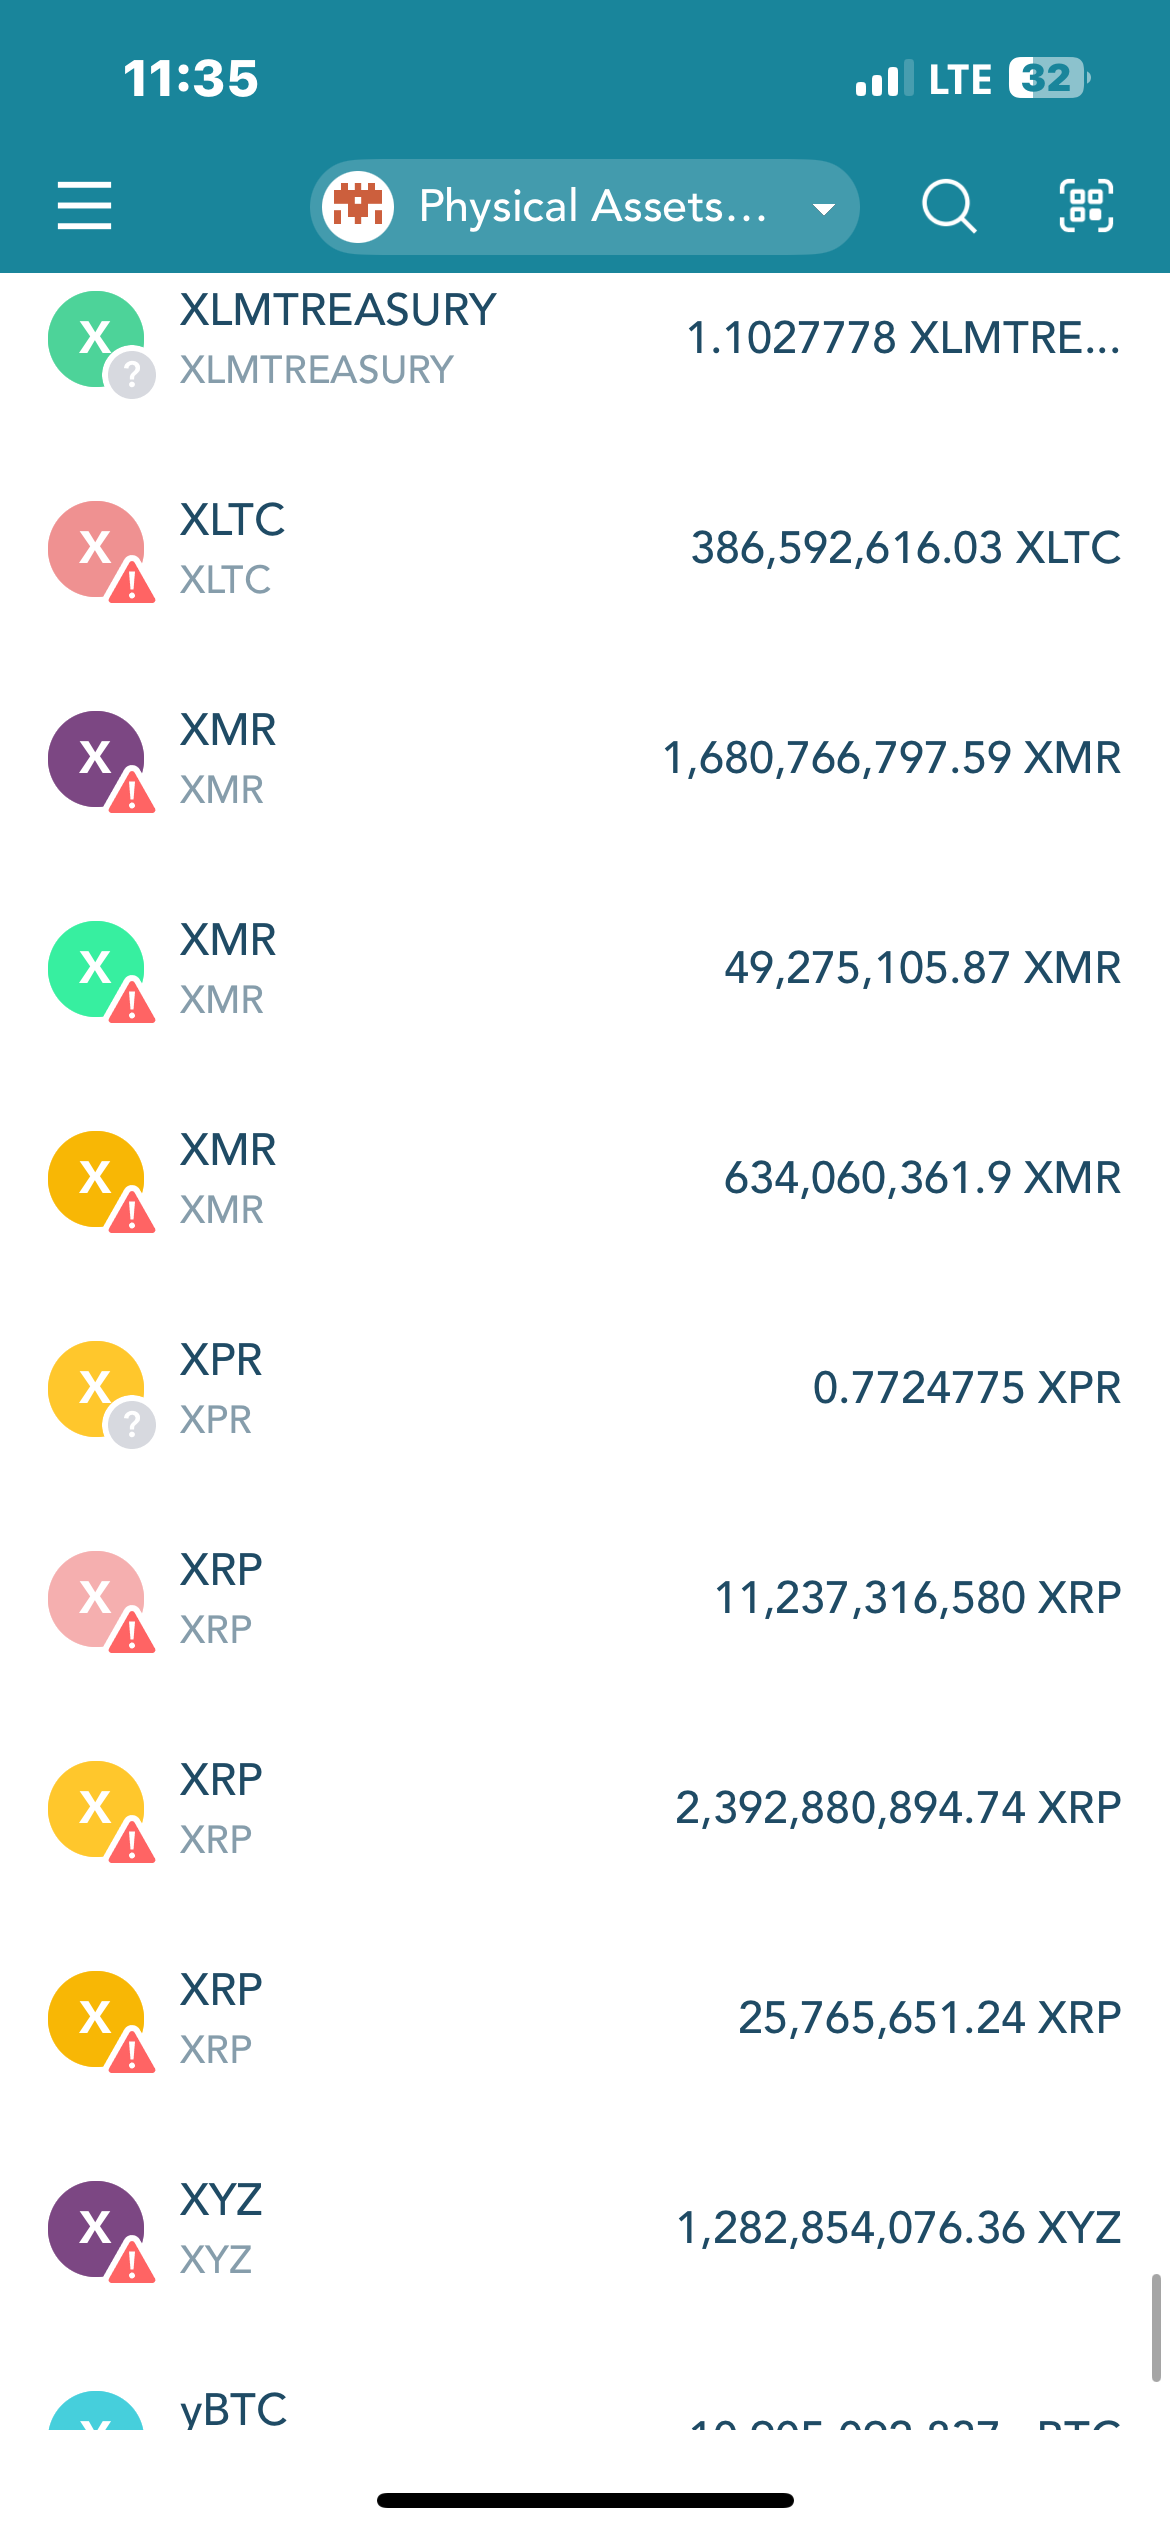 11:35
LTE 32
Physical Assets...
X
?
XLMTREASURY
XLMTREASURY
1.1027778 XLMTRE...
X
!
XLTC
XLTC
386,592,616.03 XLTC
X
!
XMR
XMR
1,680,766,797.59 XMR
X
!
XMR
XMR
49,275,105.87 XMR
X
!
XMR
XMR
634,060,361.9 XMR
X
?
XPR
XPR
0.7724775 XPR
X
!
XRP
XRP
11,237,316,580 XRP
X
!
XRP
XRP
2,392,880,894.74 XRP
X
!
XRP
XRP
25,765,651.24 XRP
X
!
XYZ
XYZ
1,282,854,076.36 XYZ
yBTC